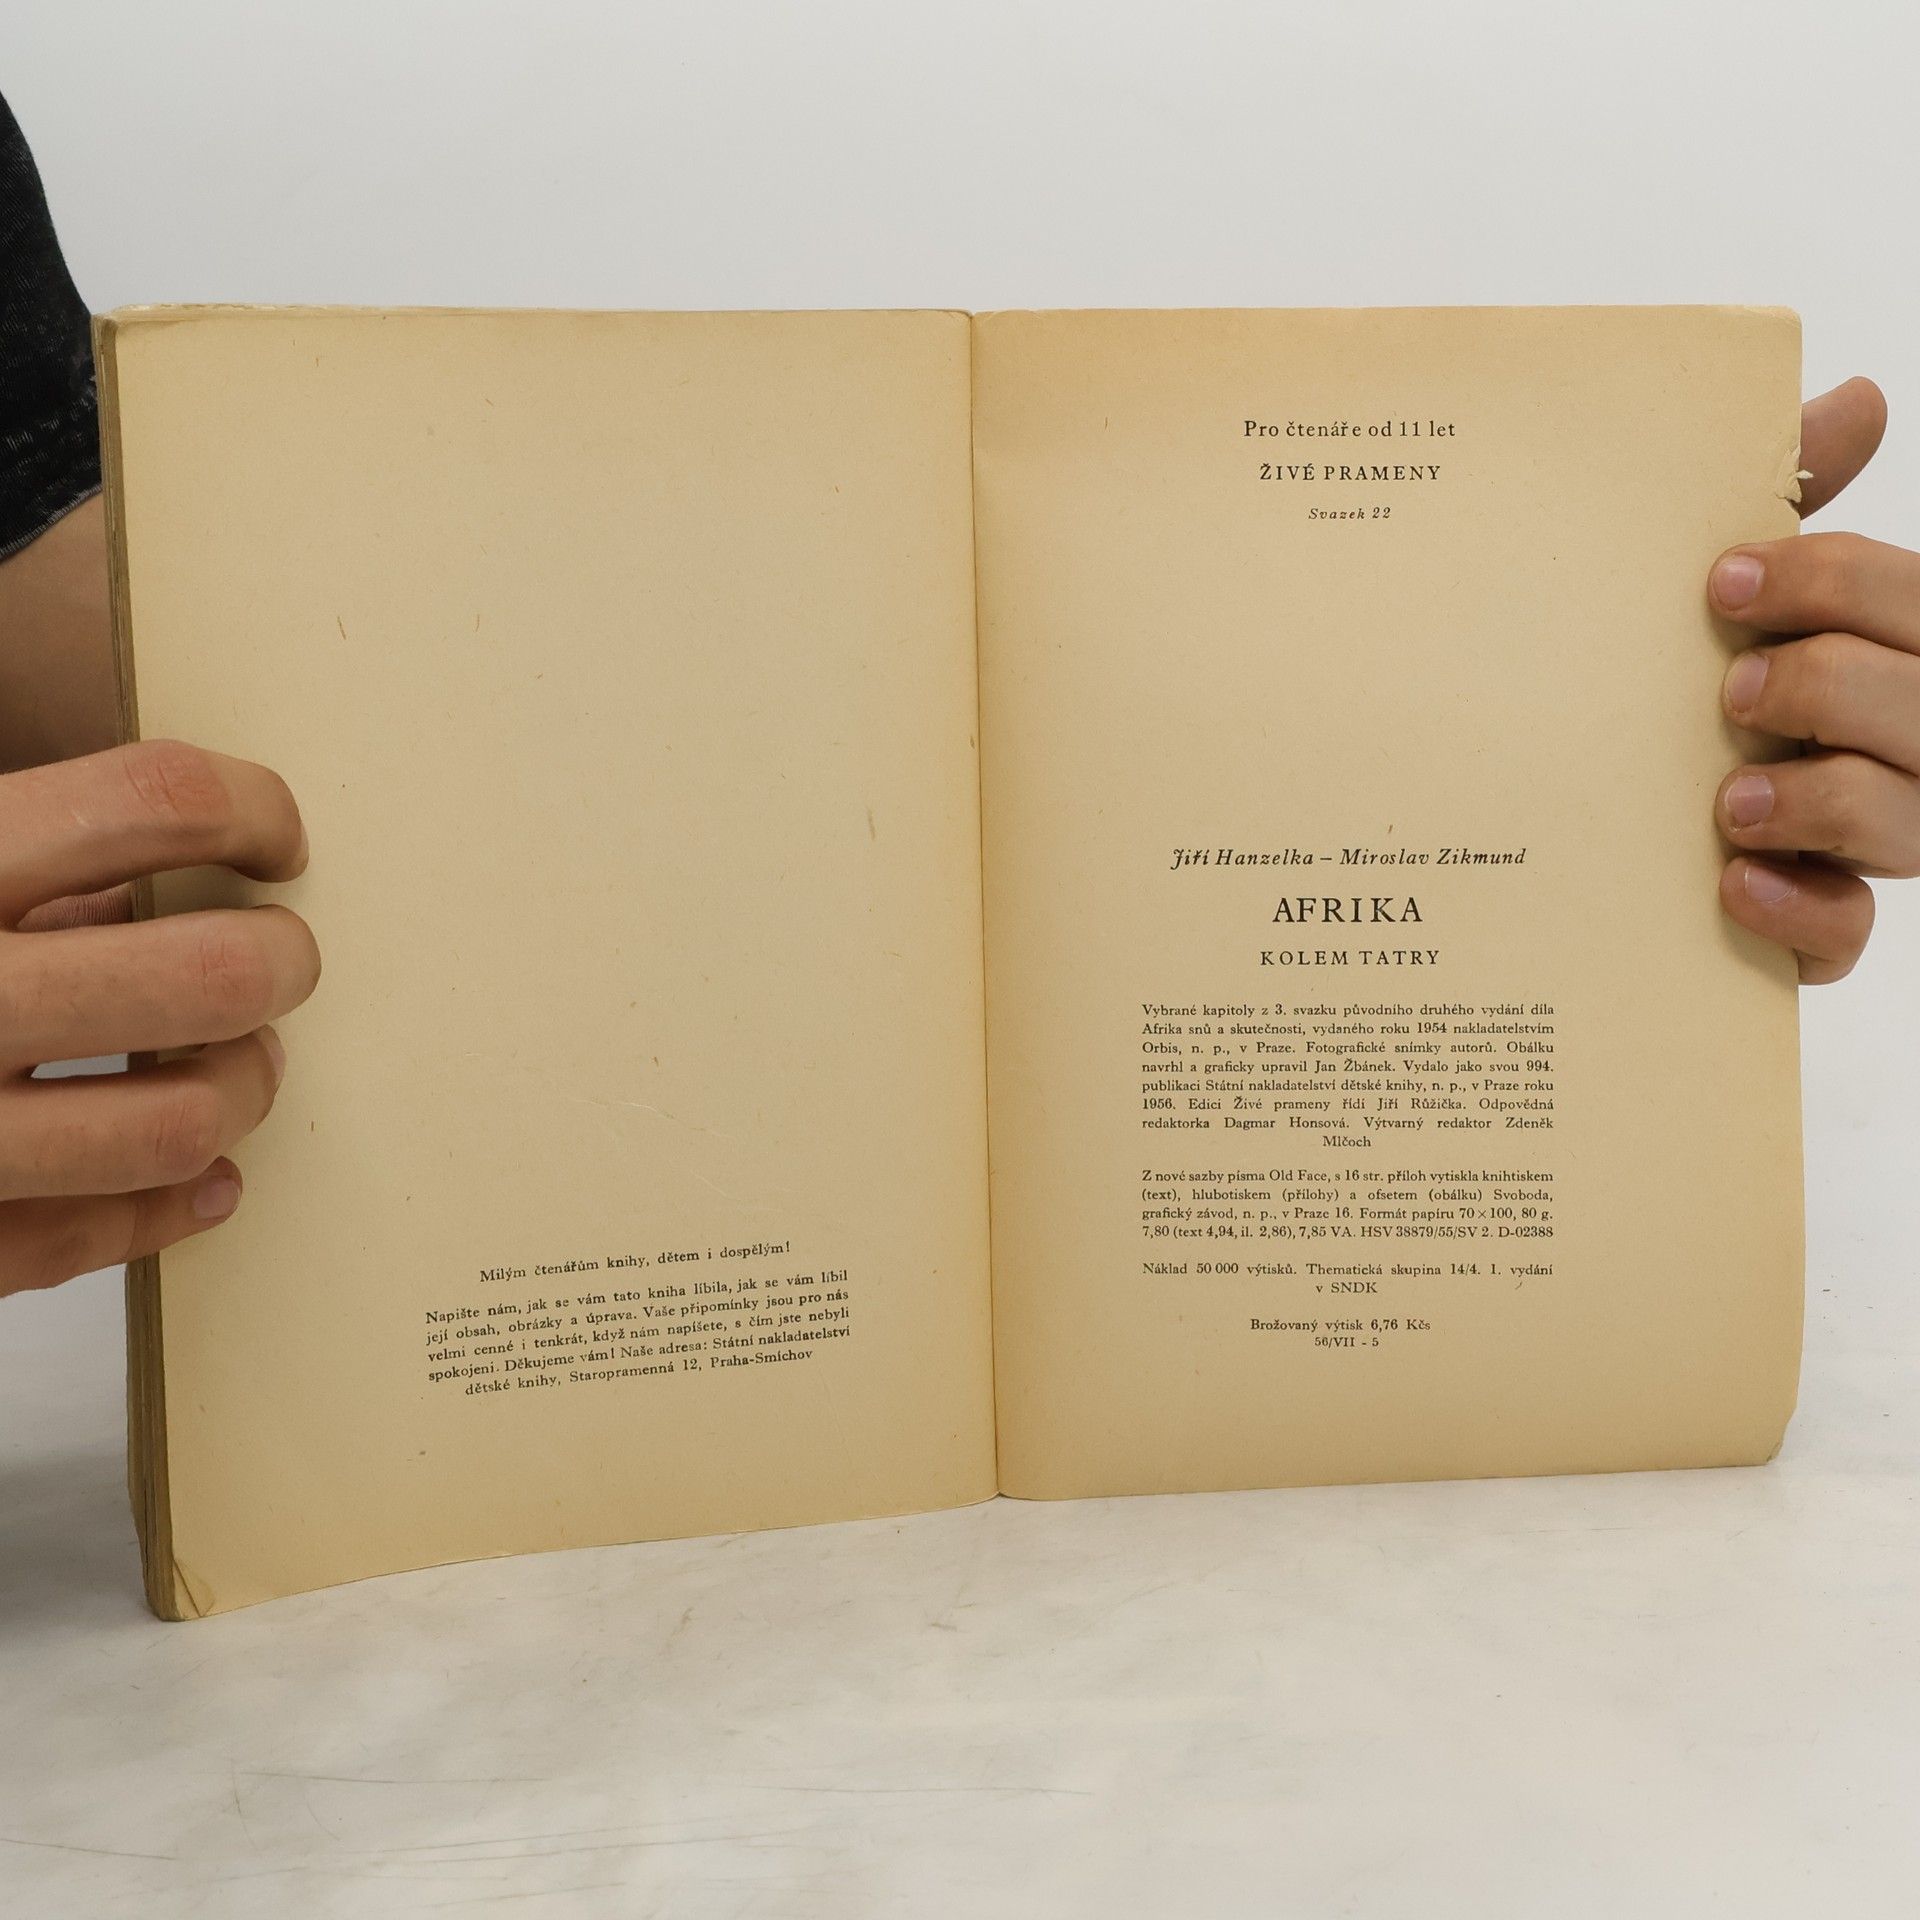 Milým čtenářům knihy, dětem i dospělým!
Napište nám, jak se vám tato kniha líbila, jak se vám líbil
její obsah, obrázky a úprava. Vaše připomínky jsou pro nás
velmi cenné i tenkrát, když nám napíšete, s čím jste nebyli
spokojeni. Děkujeme vám! Naše adresa: Státní nakladatelství
dětské knihy, Staropramenná 12, Praha-Smíchov
Pro čtenáře od 11 let
ŽIVÉ PRAMENY
Svazek 22
Jiří Hanzelka – Miroslav Zikmund
AFRIKA
KOLEM TATRY
Vybrané kapitoly z 3. svazku původního druhého vydání díla
Afrika snů a skutečnosti, vydaného roku 1954 nakladatelstvím
Orbis, n. p., v Praze. Fotografické snímky autorů. Obálku
navrhl a graficky upravil Jan Žbánek. Vydalo jako svou 994.
publikaci Státní nakladatelství dětské knihy, n. p., v Praze roku
1956. Edici Živé prameny řídí Jiří Růžička. Odpovědná
redaktorka Dagmar Honsová. Výtvarný redaktor Zdeněk
Mlčoch
Z nové sazby písma Old Face, s 16 str. příloh vytiskla knihtiskem
(text), hlubotiskem (přílohy) a ofsetem (obálku) Svoboda,
grafický závod, n. p., v Praze 16. Formát papíru 70 × 100, 80 g.
7,80 (text 4,94, il. 2,86), 7,85 VA. HSV 38879/55/SV 2. D-02388
Náklad 50 000 výtisků. Thematická skupina 14/4. 1. vydání
v SNDK
Brožovaný výtisk 6,76 Kčs
56/VII - 5